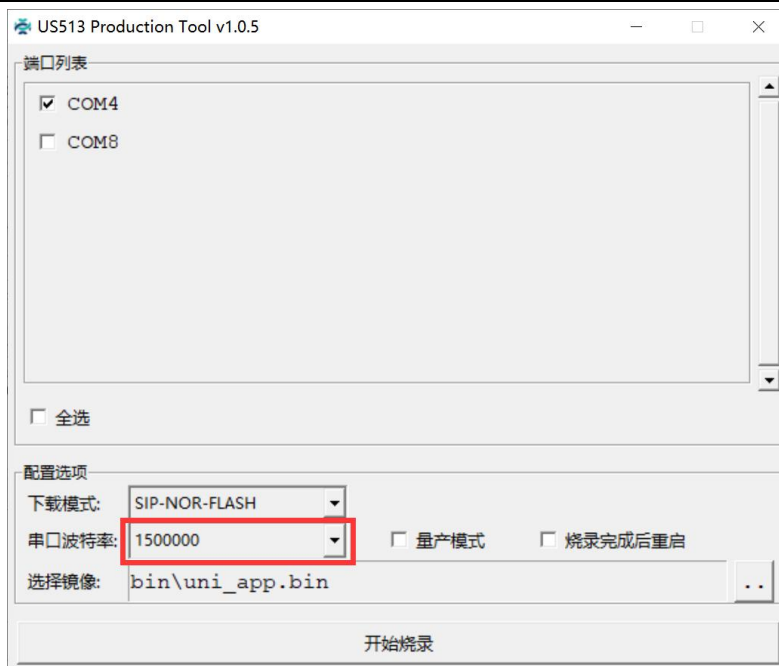 US513 Production Tool v1.0.5
端口列表
COM4
COM8
全选
配置选项
下载模式: SIP-NOR-FLASH
串口波特率: 1500000 量产模式 烧录完成后重启
选择镜像: bin\uni_app.bin ..
开始烧录